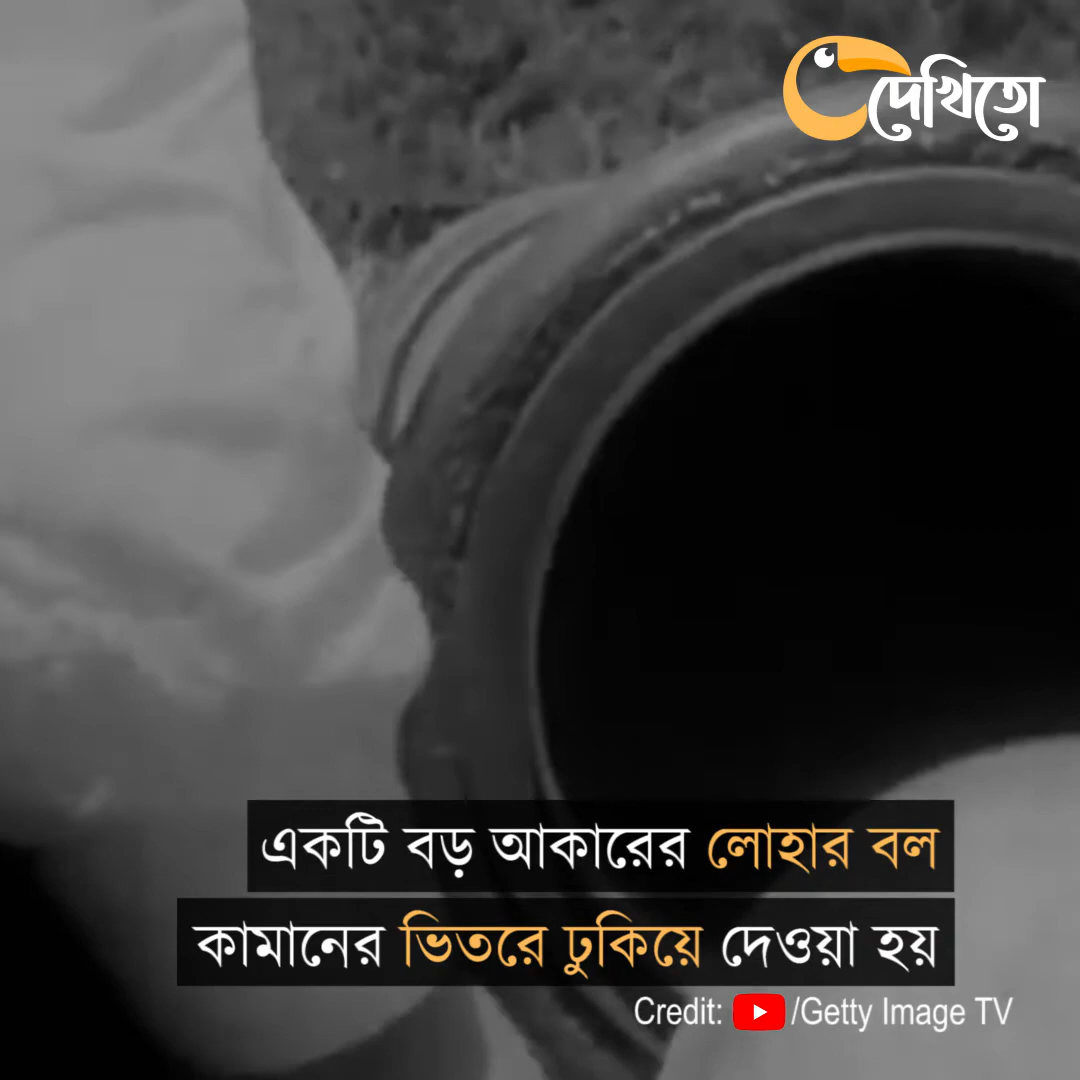 দেখিতো
একটি বড় আকারের লোহার বল
কামানের ভিতরে ঢুকিয়ে দেওয়া হয়
Credit: /Getty Image TV